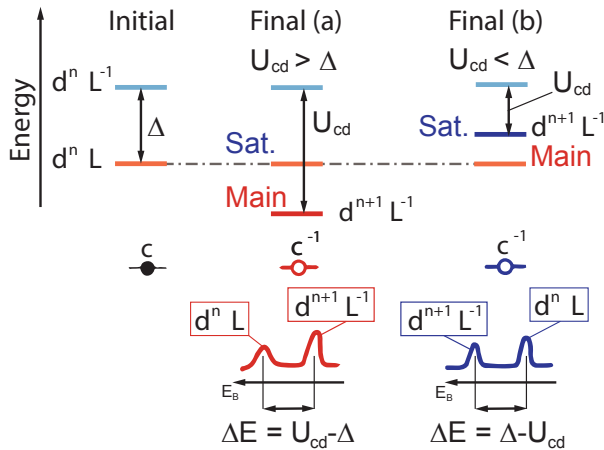 Initial
Final (a)
Final (b)
U_cd > Δ
U_cd < Δ
Energy
d^n L^-1
Δ
U_cd
U_cd
d^n L
Sat.
Sat.
d^n+1 L^-1
Main
Main
d^n+1 L^-1
c
c^-1
c^-1
d^n L
d^n+1 L^-1
d^n+1 L^-1
d^n L
E_B
E_B
ΔE = U_cd-Δ
ΔE = Δ-U_cd